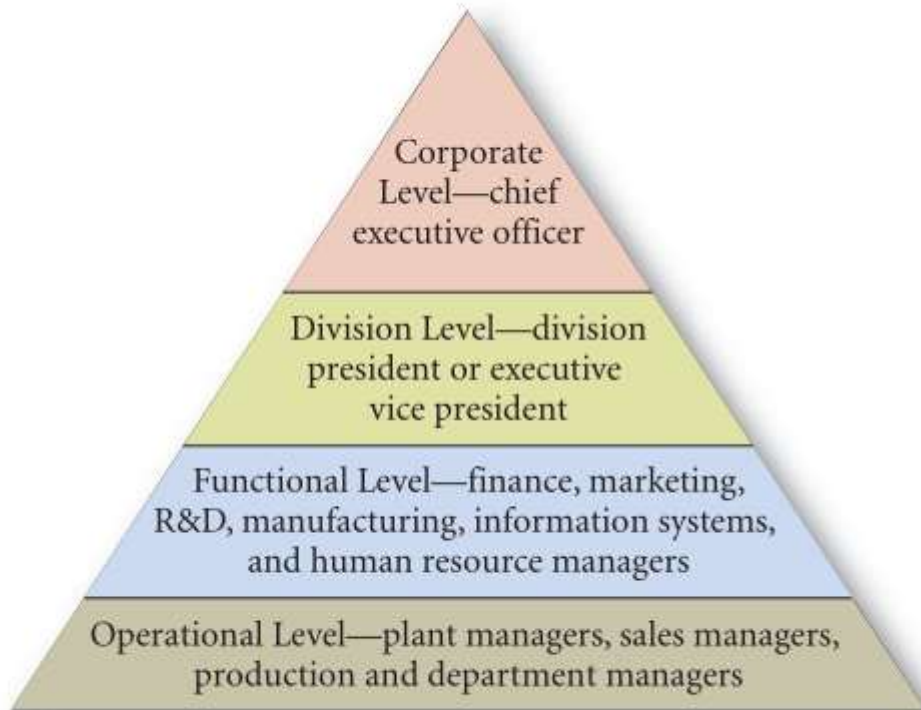 Corporate
Level—chief
executive officer
Division Level—division
president or executive
vice president
Functional Level—finance, marketing,
R&D, manufacturing, information systems,
and human resource managers
Operational Level—plant managers, sales managers,
production and department managers